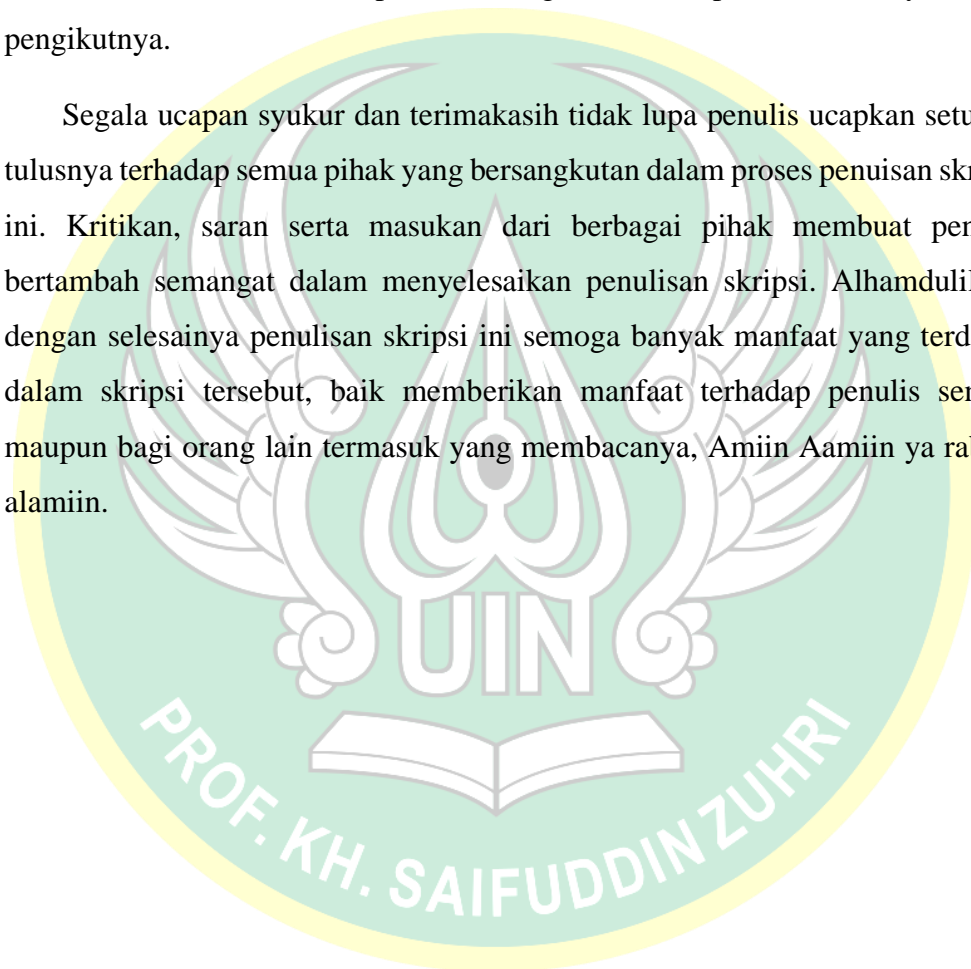 pengikutnya.
Segala ucapan syukur dan terimakasih tidak lupa penulis ucapkan setu
tulusnya terhadap semua pihak yang bersangkutan dalam proses penuisan sk
ini. Kritikan, saran serta masukan dari berbagai pihak membuat pen
bertambah semangat dalam menyelesaikan penulisan skripsi. Alhamdulil
dengan selesainya penulisan skripsi ini semoga banyak manfaat yang terd
dalam skripsi tersebut, baik memberikan manfaat terhadap penulis se
maupun bagi orang lain termasuk yang membacanya, Amiin Aamiin ya ra
alamiin.
UIN
PROF. KH. SAIFUDDIN ZUHRI